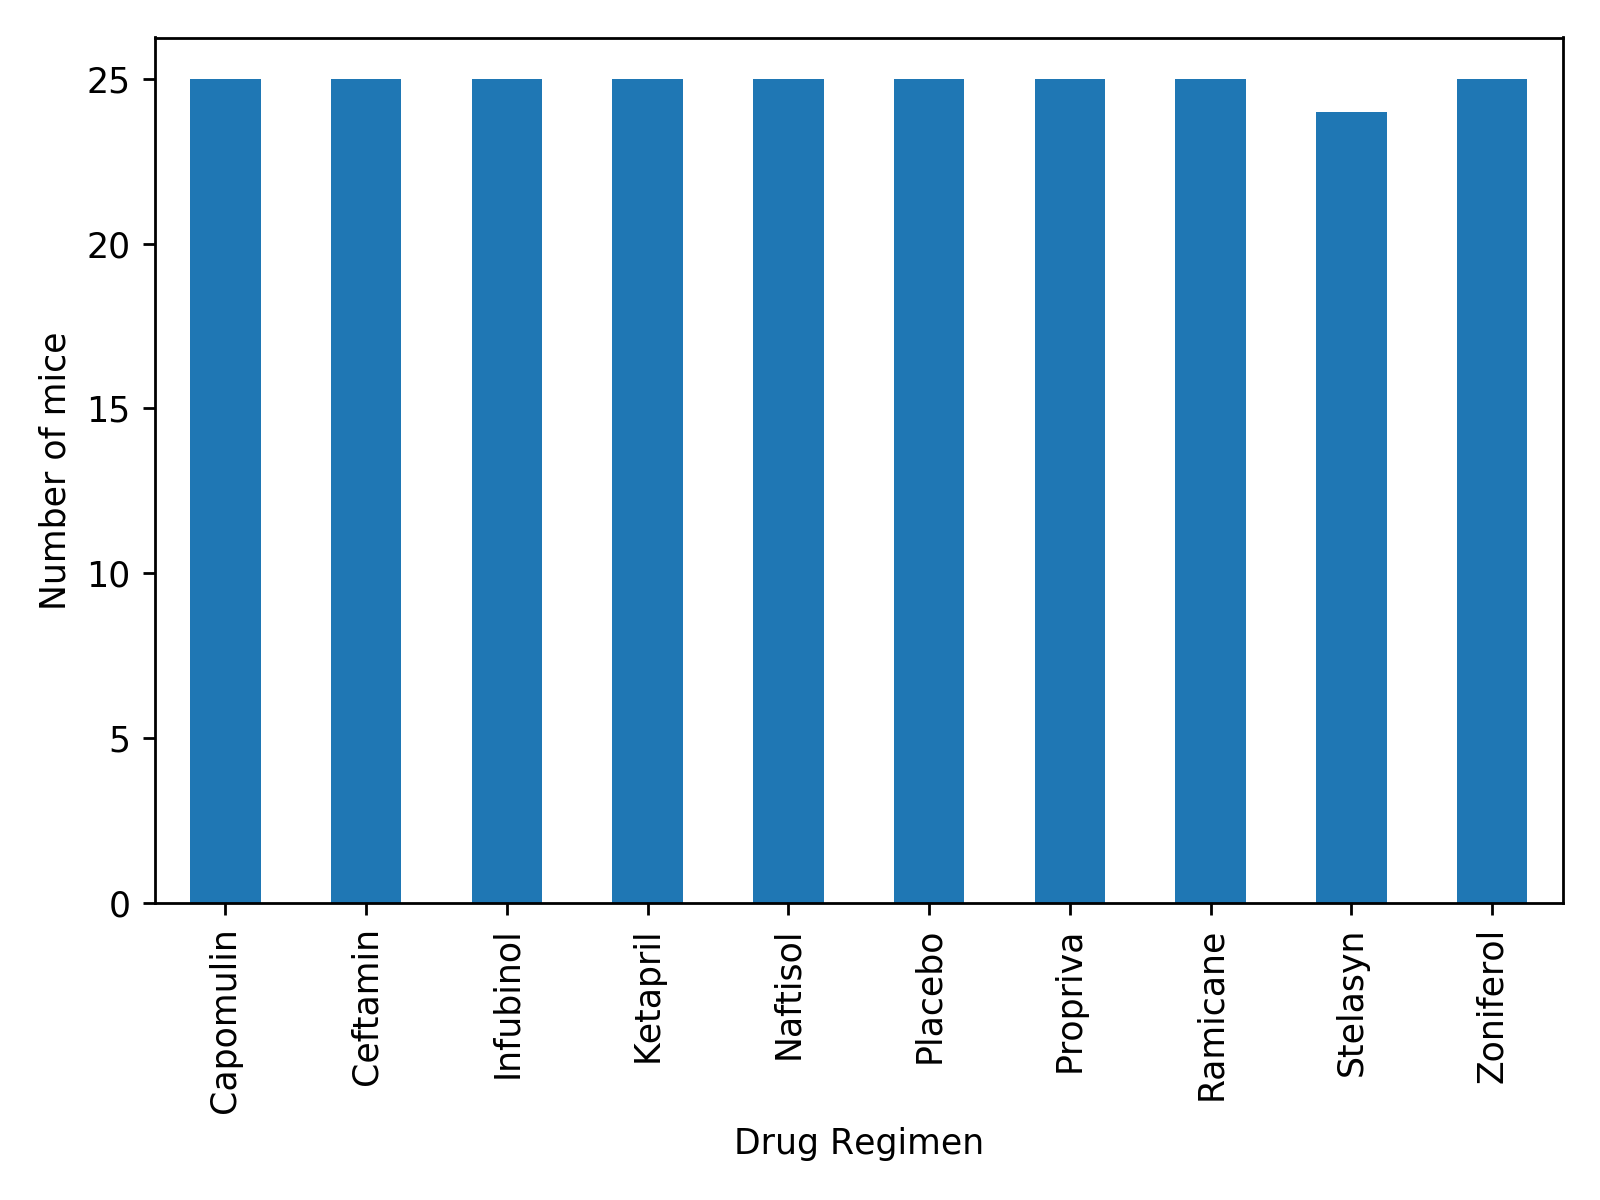 25
20
15
10
5
0
Number of mice
Capomulin
Ceftamin
Infubinol
Ketapril
Naftisol
Placebo
Propriva
Ramicane
Stelasyn
Zoniferol
Drug Regimen